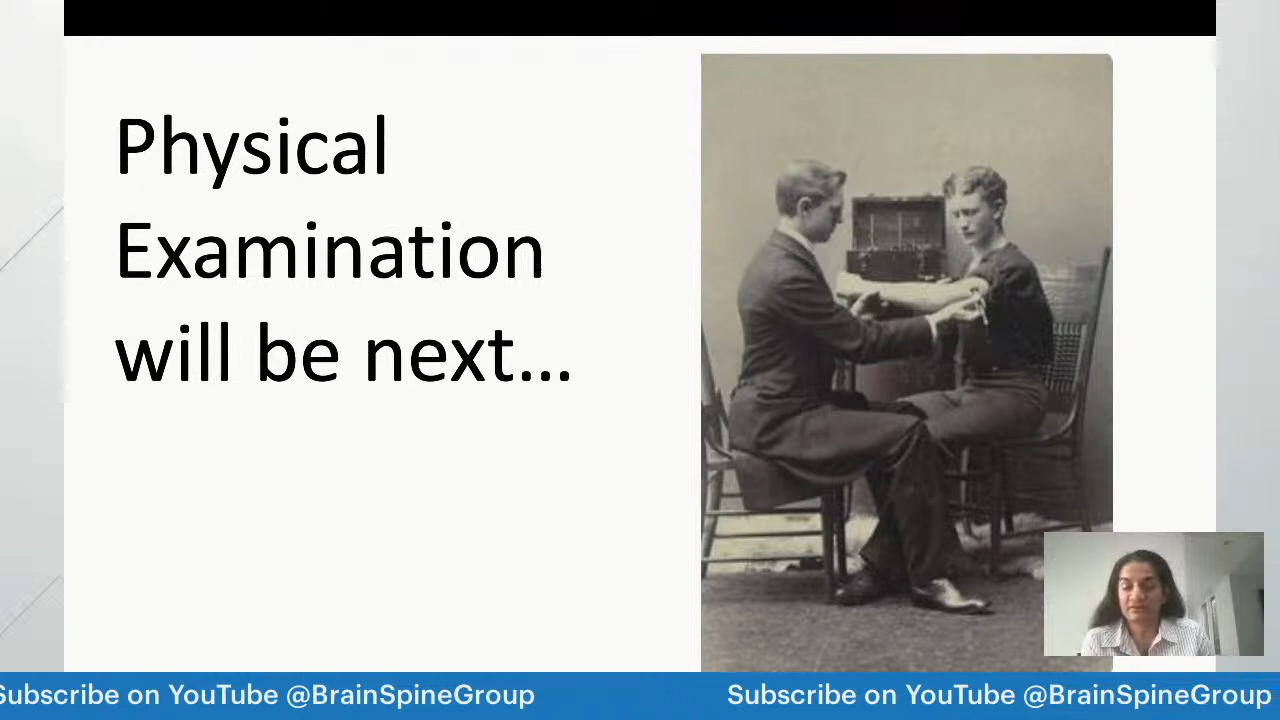 Physical
Examination
will be next...
Subscribe on YouTube @BrainSpineGroup
Subscribe on YouTube @BrainSpineGroup